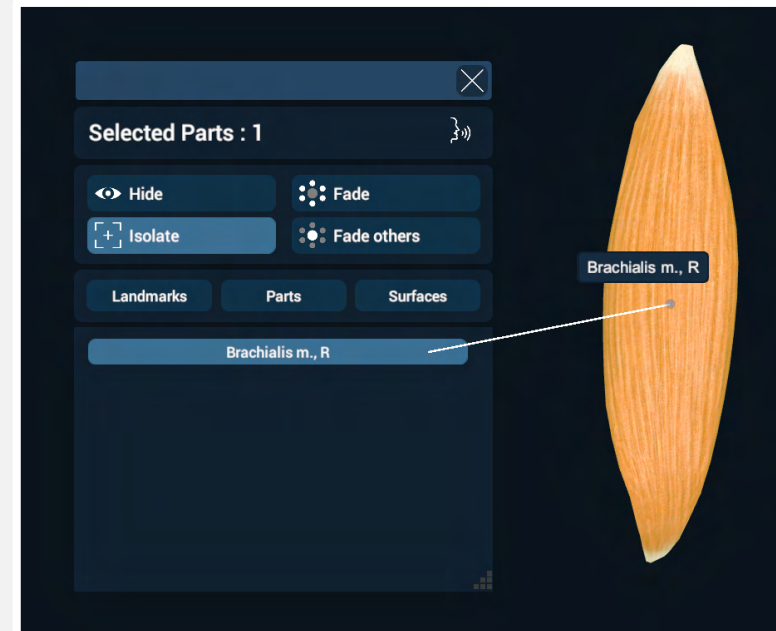 Selected Parts : 1
Hide
Fade
Isolate
Fade others
Landmarks
Parts
Surfaces
Brachialis m., R
Brachialis m., R